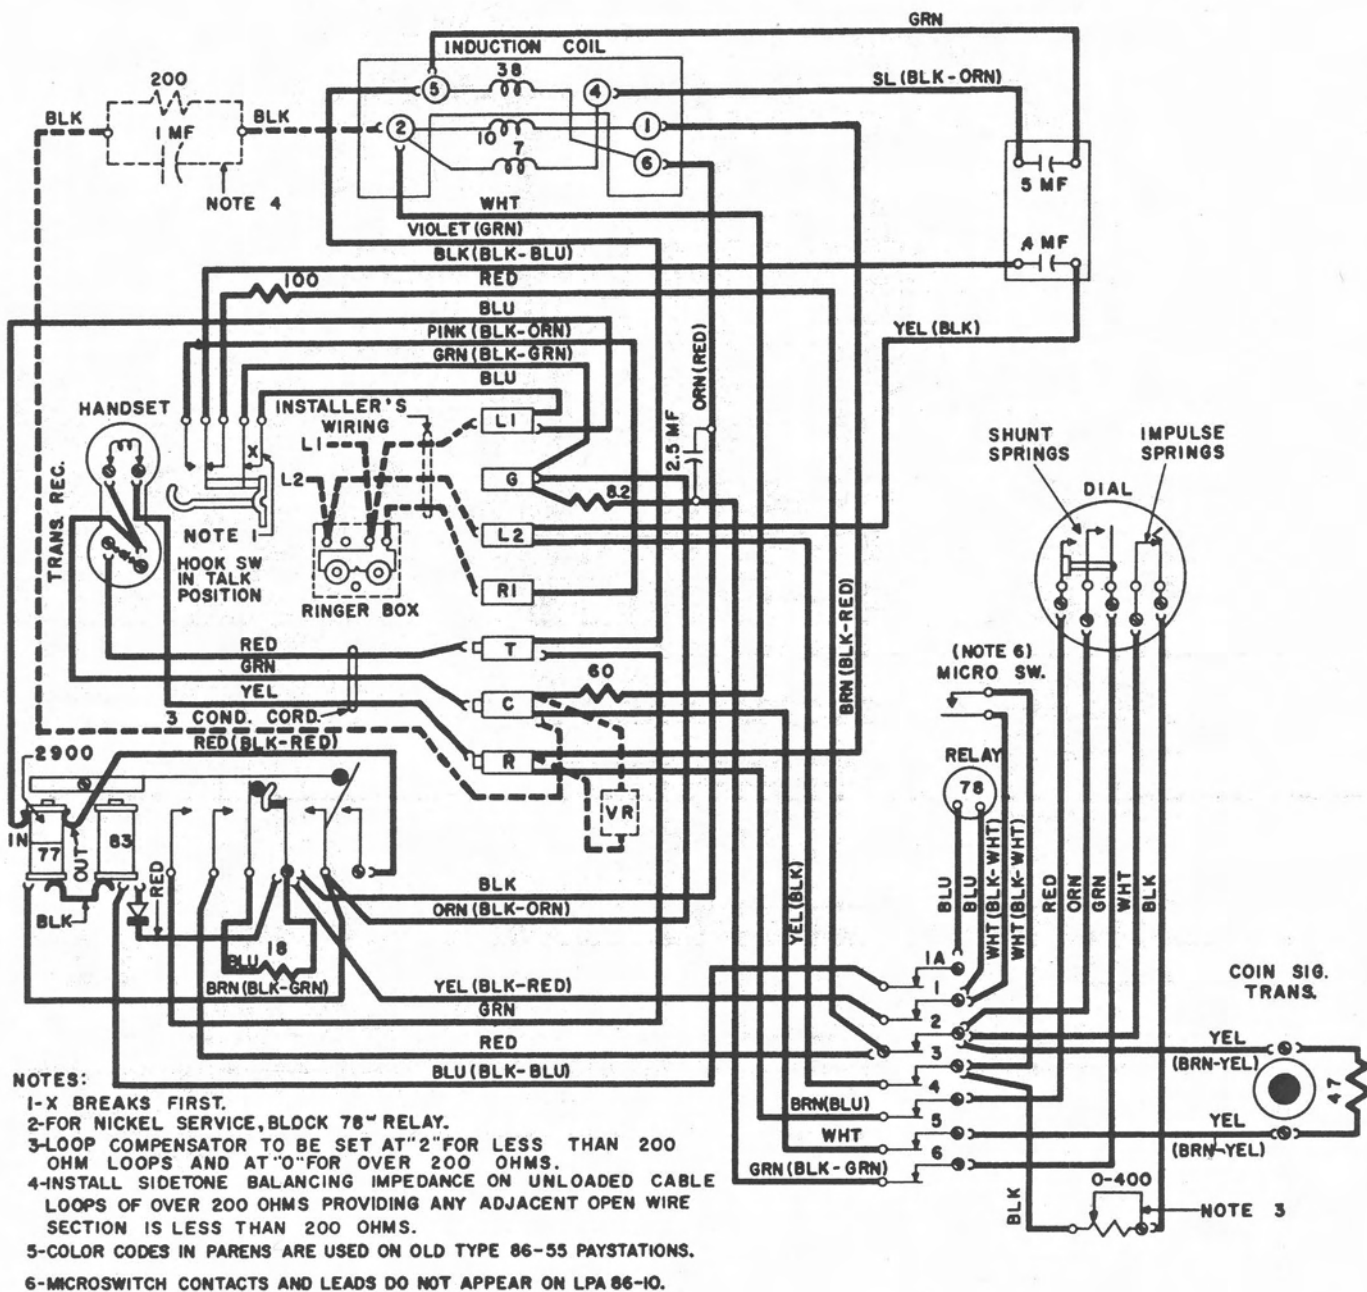 GRN
INDUCTION COIL
200
38
5
4
SL (BLK-ORN)
BLK
1 MF
BLK
2
10
1
7
6
5 MF
NOTE 4
WHT
VIOLET (GRN)
BLK (BLK-BLU)
.4 MF
100
RED
BLU
PINK (BLK-ORN)
YEL (BLK)
GRN (BLK-GRN)
BLU
ORN (RED)
HANDSET
INSTALLER'S
WIRING
L1
L1
X
2.5 MF
SHUNT
SPRINGS
IMPULSE
SPRINGS
TRANS. REC.
L2
G
8.2
DIAL
NOTE 1
L2
HOOK SW
IN TALK
POSITION
RINGER BOX
R1
BRN (BLK-RED)
RED
T
GRN
60
(NOTE 6)
MICRO SW.
YEL
C
3 COND. CORD.
RED (BLK-RED)
R
2900
RELAY
78
VR
IN
77
OUT
83
RED
BLK
BLK
ORN (BLK-ORN)
YEL (BLK)
BLU
BLU
WHT (BLK-WHT)
WHT (BLK-WHT)
RED
ORN
GRN
WHT
BLK
BLU
18
1A
COIN SIG.
TRANS.
BRN (BLK-GRN)
YEL (BLK-RED)
1
GRN
2
RED
3
YEL
(BRN-YEL)
BLU (BLK-BLU)
4
47
BRN(BLU)
5
YEL
(BRN-YEL)
WHT
6
GRN (BLK-GRN)
BLK
0-400
NOTE 3
NOTES:
1-X BREAKS FIRST.
2-FOR NICKEL SERVICE, BLOCK 78" RELAY.
3-LOOP COMPENSATOR TO BE SET AT "2" FOR LESS THAN 200
OHM LOOPS AND AT "0" FOR OVER 200 OHMS.
4-INSTALL SIDETONE BALANCING IMPEDANCE ON UNLOADED CABLE
LOOPS OF OVER 200 OHMS PROVIDING ANY ADJACENT OPEN WIRE
SECTION IS LESS THAN 200 OHMS.
5-COLOR CODES IN PARENS ARE USED ON OLD TYPE 86-55 PAYSTATIONS.
6-MICROSWITCH CONTACTS AND LEADS DO NOT APPEAR ON LPA 86-10.